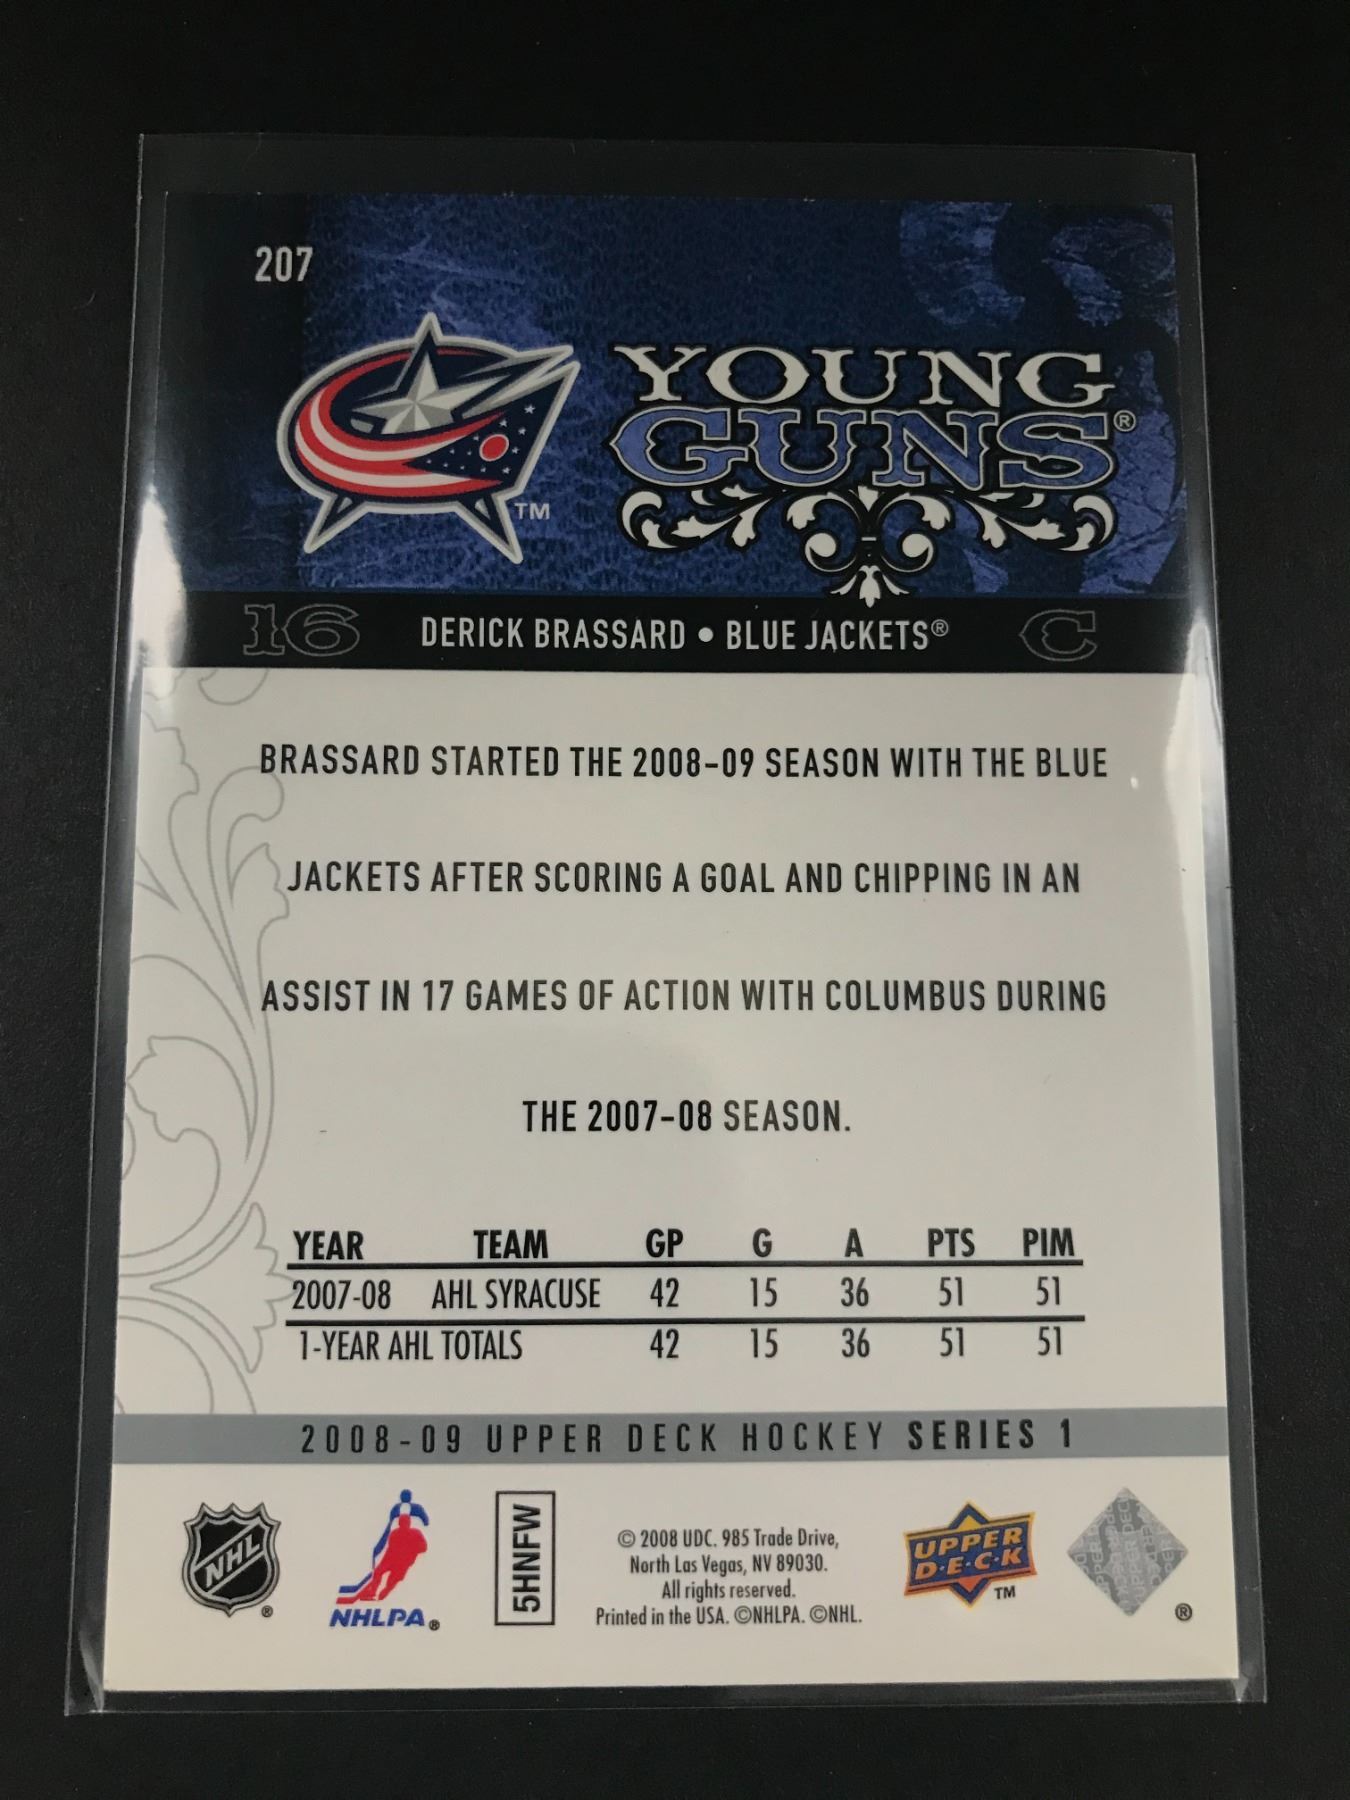 207
YOUNG
GUNS®
TM
16 DERICK BRASSARD • BLUE JACKETS® C
BRASSARD STARTED THE 2008-09 SEASON WITH THE BLUE
JACKETS AFTER SCORING A GOAL AND CHIPPING IN AN
ASSIST IN 17 GAMES OF ACTION WITH COLUMBUS DURING
THE 2007-08 SEASON.
YEAR TEAM GP G A PTS PIM
2007-08 AHL SYRACUSE 42 15 36 51 51
1-YEAR AHL TOTALS 42 15 36 51 51
2008-09 UPPER DECK HOCKEY SERIES 1
NHL ®
NHLPA®
5HNFW
© 2008 UDC. 985 Trade Drive,
North Las Vegas, NV 89030.
All rights reserved.
Printed in the USA. ©NHLPA. ©NHL.
UPPER
D·E·C·K
TM
UPPER DECK
®